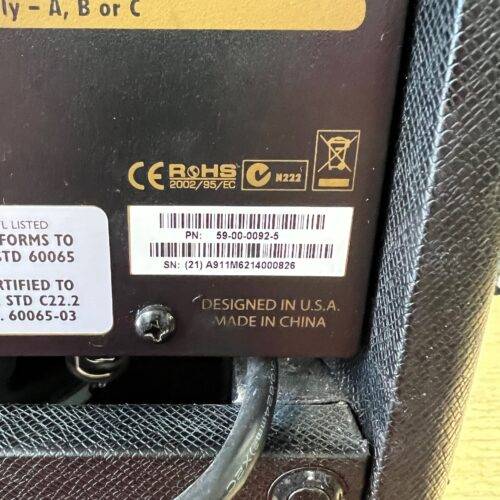 ly – A, B or C
CE RoHS
2002/95/EC
N222
L LISTED
FORMS TO
STD 60065
RTIFIED TO
STD C22.2
. 60065-03
PN: 59-00-0092-5
SN: (21) A911M6214000826
DESIGNED IN U.S.A.
MADE IN CHINA